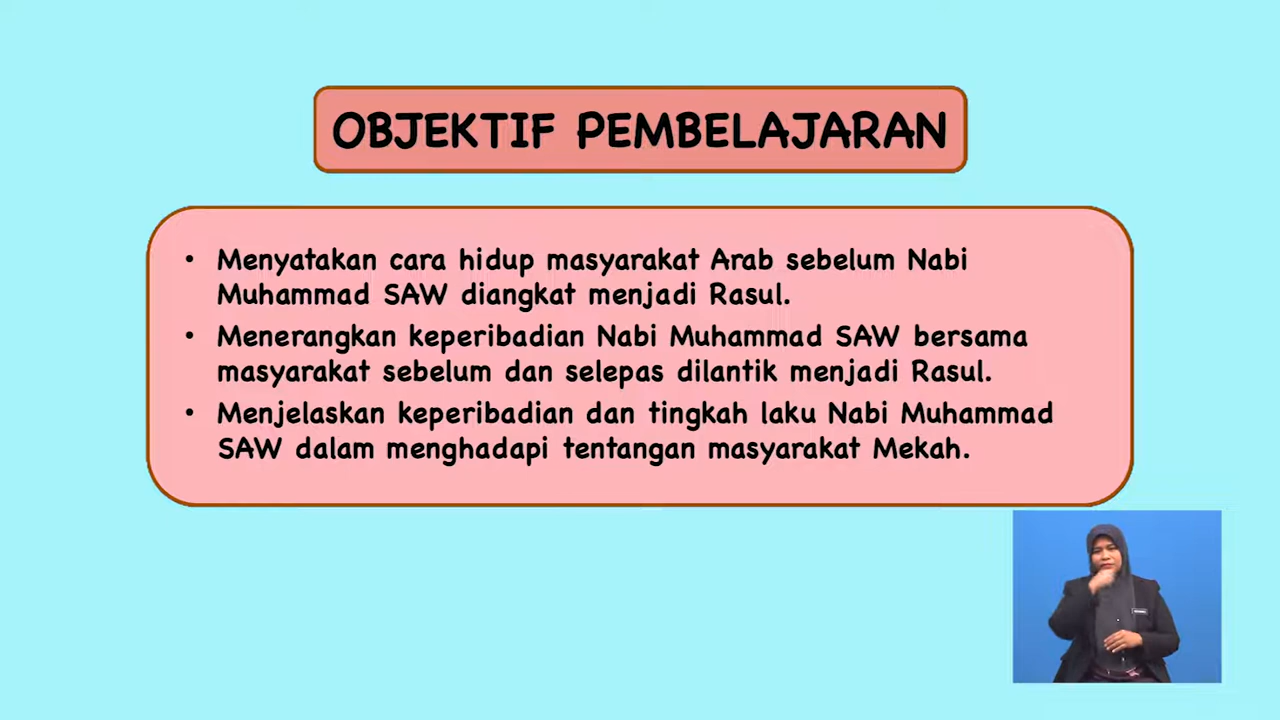 OBJEKTIF PEMBELAJARAN
• Menyatakan cara hidup masyarakat Arab sebelum Nabi
Muhammad SAW diangkat menjadi Rasul.
• Menerangkan keperibadian Nabi Muhammad SAW bersama
masyarakat sebelum dan selepas dilantik menjadi Rasul.
• Menjelaskan keperibadian dan tingkah laku Nabi Muhammad
SAW dalam menghadapi tentangan masyarakat Mekah.